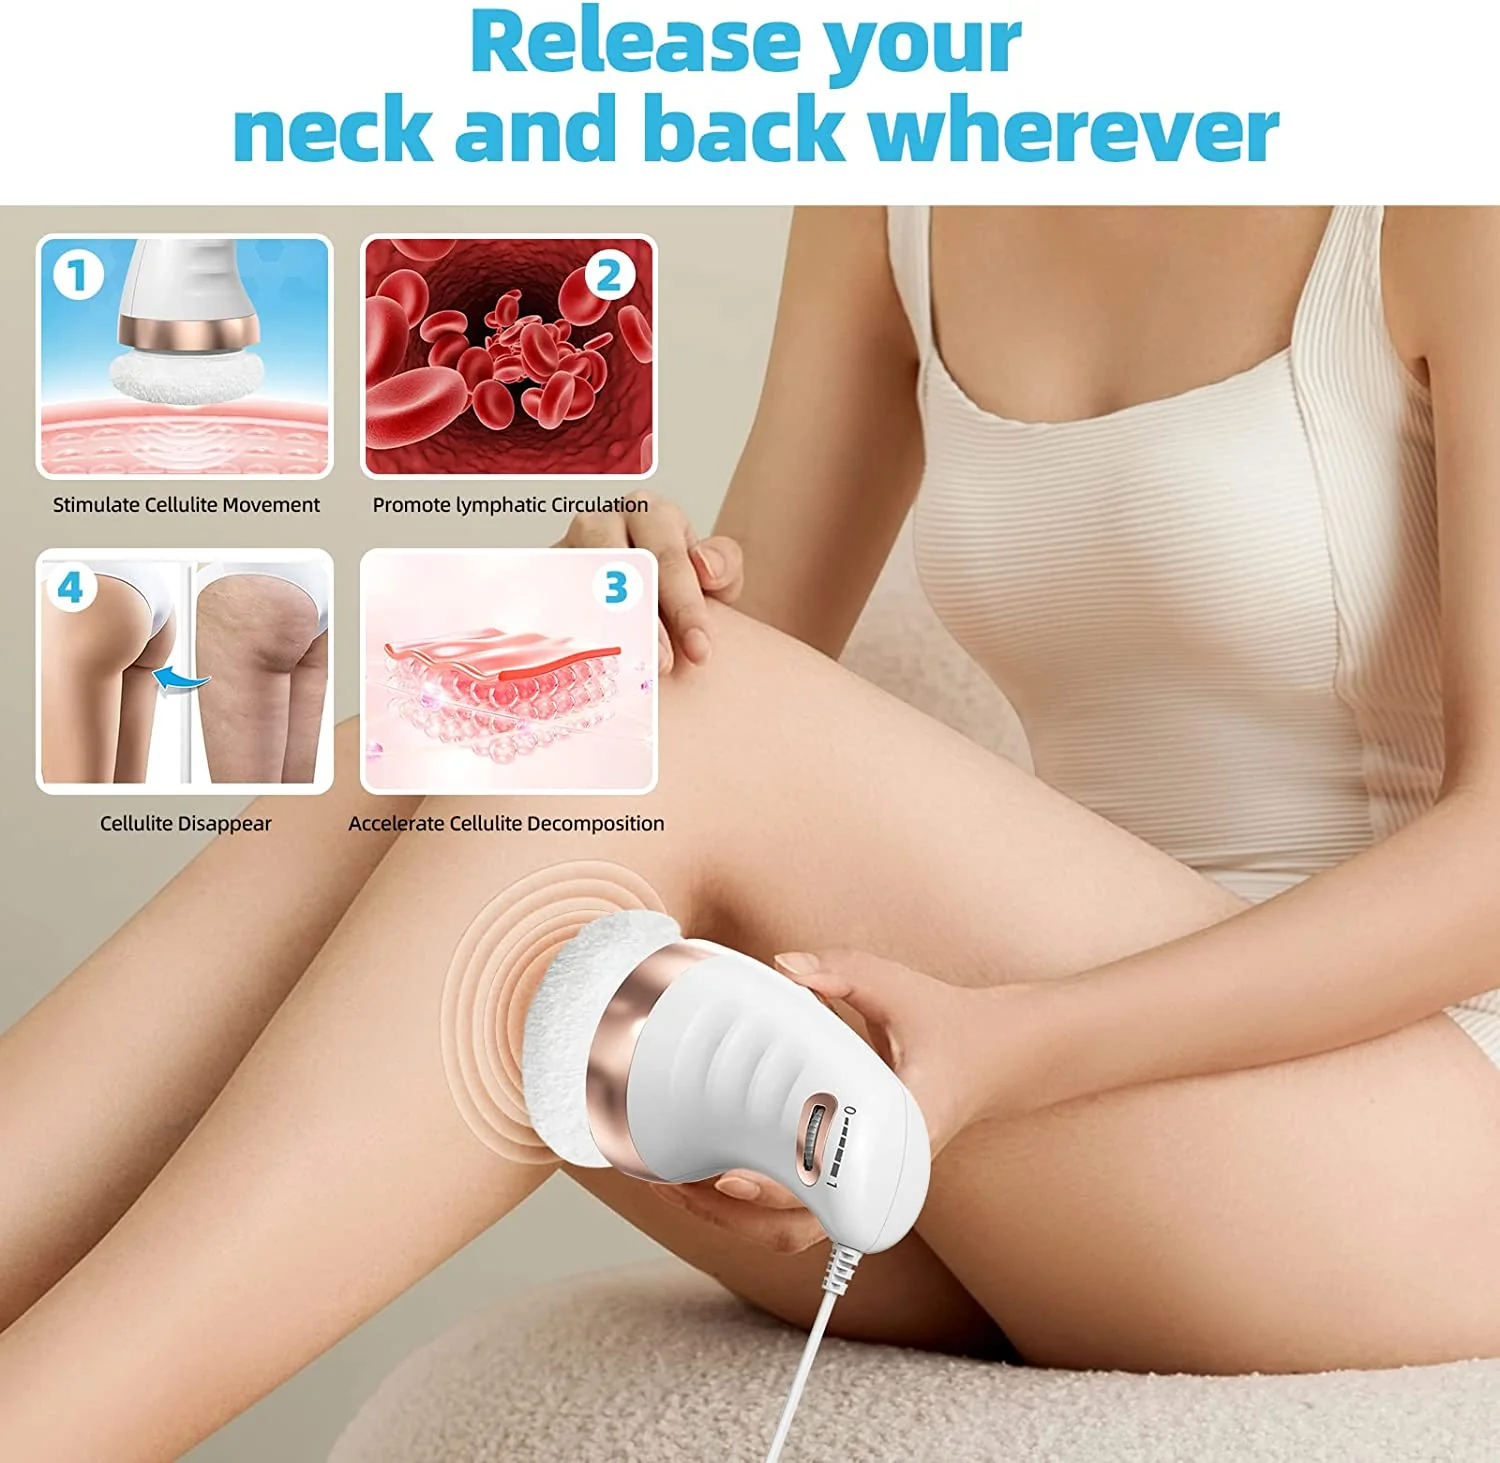 Release your
neck and back wherever
1
2
Stimulate Cellulite Movement
Promote lymphatic Circulation
4
3
Cellulite Disappear
Accelerate Cellulite Decomposition
0
1